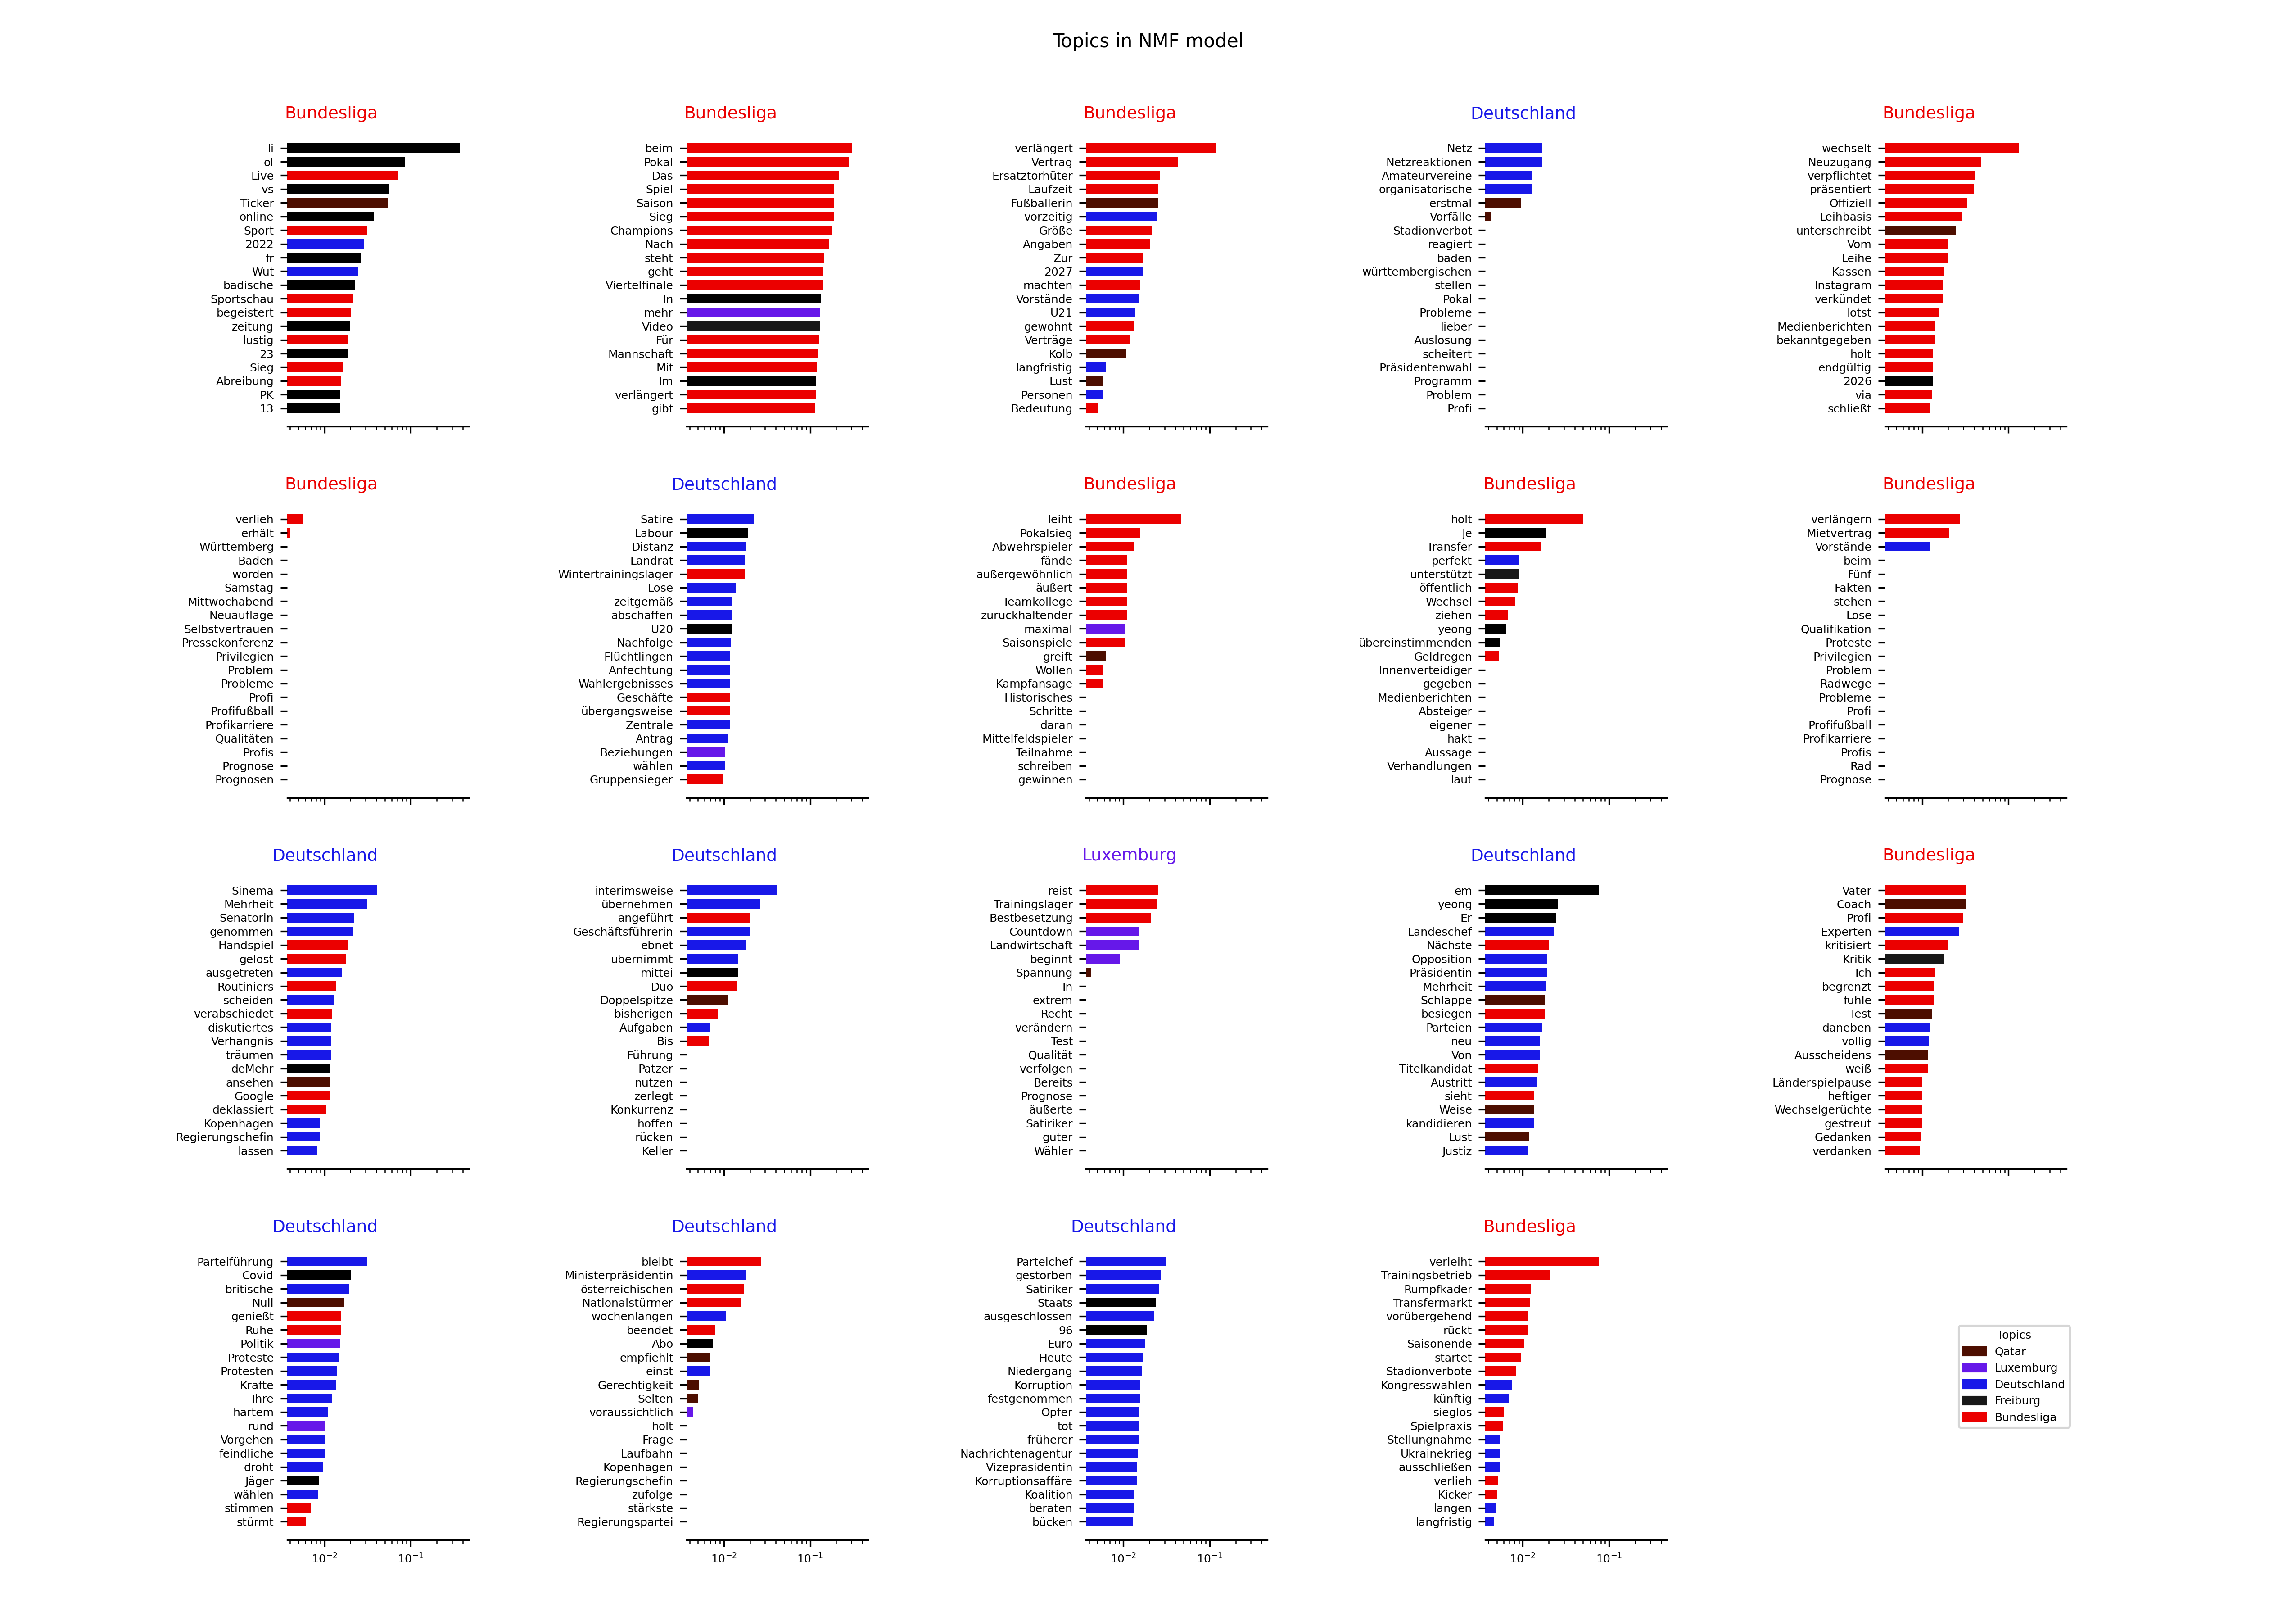 Topics in NMF model
Bundesliga
li
ol
Live
vs
Ticker
online
Sport
2022
fr
Wut
badische
Sportschau
begeistert
zeitung
lustig
23
Sieg
Abreibung
PK
13
Bundesliga
beim
Pokal
Das
Spiel
Saison
Sieg
Champions
Nach
steht
geht
Viertelfinale
In
mehr
Video
Für
Mannschaft
Mit
Im
verlängert
gibt
Bundesliga
verlängert
Vertrag
Ersatztorhüter
Laufzeit
Fußballerin
vorzeitig
Größe
Angaben
Zur
2027
machten
Vorstände
U21
gewohnt
Verträge
Kolb
langfristig
Lust
Personen
Bedeutung
Deutschland
Netz
Netzreaktionen
Amateurvereine
organisatorische
erstmal
Vorfälle
Stadionverbot
reagiert
baden
württembergischen
stellen
Pokal
Probleme
lieber
Auslosung
scheitert
Präsidentenwahl
Programm
Problem
Profi
Bundesliga
wechselt
Neuzugang
verpflichtet
präsentiert
Offiziell
Leihbasis
unterschreibt
Vom
Leihe
Kassen
Instagram
verkündet
lotst
Medienberichten
bekanntgegeben
holt
endgültig
2026
via
schließt
Bundesliga
verlieh
erhält
Württemberg
Baden
worden
Samstag
Mittwochabend
Neuauflage
Selbstvertrauen
Pressekonferenz
Privilegien
Problem
Probleme
Profi
Profifußball
Profikarriere
Qualitäten
Profis
Prognose
Prognosen
Deutschland
Satire
Labour
Distanz
Landrat
Wintertrainingslager
Lose
zeitgemäß
abschaffen
U20
Nachfolge
Flüchtlingen
Anfechtung
Wahlergebnisses
Geschäfte
übergangsweise
Zentrale
Antrag
Beziehungen
wählen
Gruppensieger
Bundesliga
leiht
Pokalsieg
Abwehrspieler
fände
außergewöhnlich
äußert
Teamkollege
zurückhaltender
maximal
Saisonspiele
greift
Wollen
Kampfansage
Historisches
Schritte
daran
Mittelfeldspieler
Teilnahme
schreiben
gewinnen
Bundesliga
holt
Je
Transfer
perfekt
unterstützt
öffentlich
Wechsel
ziehen
yeong
übereinstimmenden
Geldregen
Innenverteidiger
gegeben
Medienberichten
Absteiger
eigener
hakt
Aussage
Verhandlungen
laut
Bundesliga
verlängern
Mietvertrag
Vorstände
beim
Fünf
Fakten
stehen
Lose
Qualifikation
Proteste
Privilegien
Problem
Radwege
Probleme
Profi
Profifußball
Profikarriere
Profis
Rad
Prognose
Deutschland
Sinema
Mehrheit
Senatorin
genommen
Handspiel
gelöst
ausgetreten
Routiniers
scheiden
verabschiedet
diskutiertes
Verhängnis
träumen
deMehr
ansehen
Google
deklassiert
Kopenhagen
Regierungschefin
lassen
Deutschland
interimsweise
übernehmen
angeführt
Geschäftsführerin
ebnet
übernimmt
mittei
Duo
Doppelspitze
bisherigen
Aufgaben
Bis
Führung
Patzer
nutzen
zerlegt
Konkurrenz
hoffen
rücken
Keller
Luxemburg
reist
Trainingslager
Bestbesetzung
Countdown
Landwirtschaft
beginnt
Spannung
In
extrem
Recht
verändern
Test
Qualität
verfolgen
Bereits
Prognose
äußerte
Satiriker
guter
Wähler
Deutschland
em
yeong
Er
Landeschef
Nächste
Opposition
Präsidentin
Mehrheit
Schlappe
besiegen
Parteien
neu
Von
Titelkandidat
Austritt
sieht
Weise
kandidieren
Lust
Justiz
Bundesliga
Vater
Coach
Profi
Experten
kritisiert
Kritik
Ich
begrenzt
fühle
Test
daneben
völlig
Ausscheidens
weiß
Länderspielpause
heftiger
Wechselgerüchte
gestreut
Gedanken
verdanken
Deutschland
Parteiführung
Covid
britische
Null
genießt
Ruhe
Politik
Proteste
Protesten
Kräfte
Ihre
hartem
rund
Vorgehen
feindliche
droht
Jäger
wählen
stimmen
stürmt
10⁻² 10⁻¹
Deutschland
bleibt
Ministerpräsidentin
österreichischen
Nationalstürmer
wochenlangen
beendet
Abo
empfiehlt
einst
Gerechtigkeit
Selten
voraussichtlich
holt
Frage
Laufbahn
Kopenhagen
Regierungschefin
zufolge
stärkste
Regierungspartei
10⁻² 10⁻¹
Deutschland
Parteichef
gestorben
Satiriker
Staats
ausgeschlossen
96
Euro
Heute
Niedergang
Korruption
festgenommen
Opfer
tot
früherer
Nachrichtenagentur
Vizepräsidentin
Korruptionsaffäre
Koalition
beraten
bücken
10⁻² 10⁻¹
Bundesliga
verleiht
Trainingsbetrieb
Rumpfkader
Transfermarkt
vorübergehend
rückt
Saisonende
startet
Stadionverbote
Kongresswahlen
künftig
sieglos
Spielpraxis
Stellungnahme
Ukrainekrieg
ausschließen
verlieh
Kicker
langen
langfristig
10⁻² 10⁻¹
Topics
Qatar
Luxemburg
Deutschland
Freiburg
Bundesliga